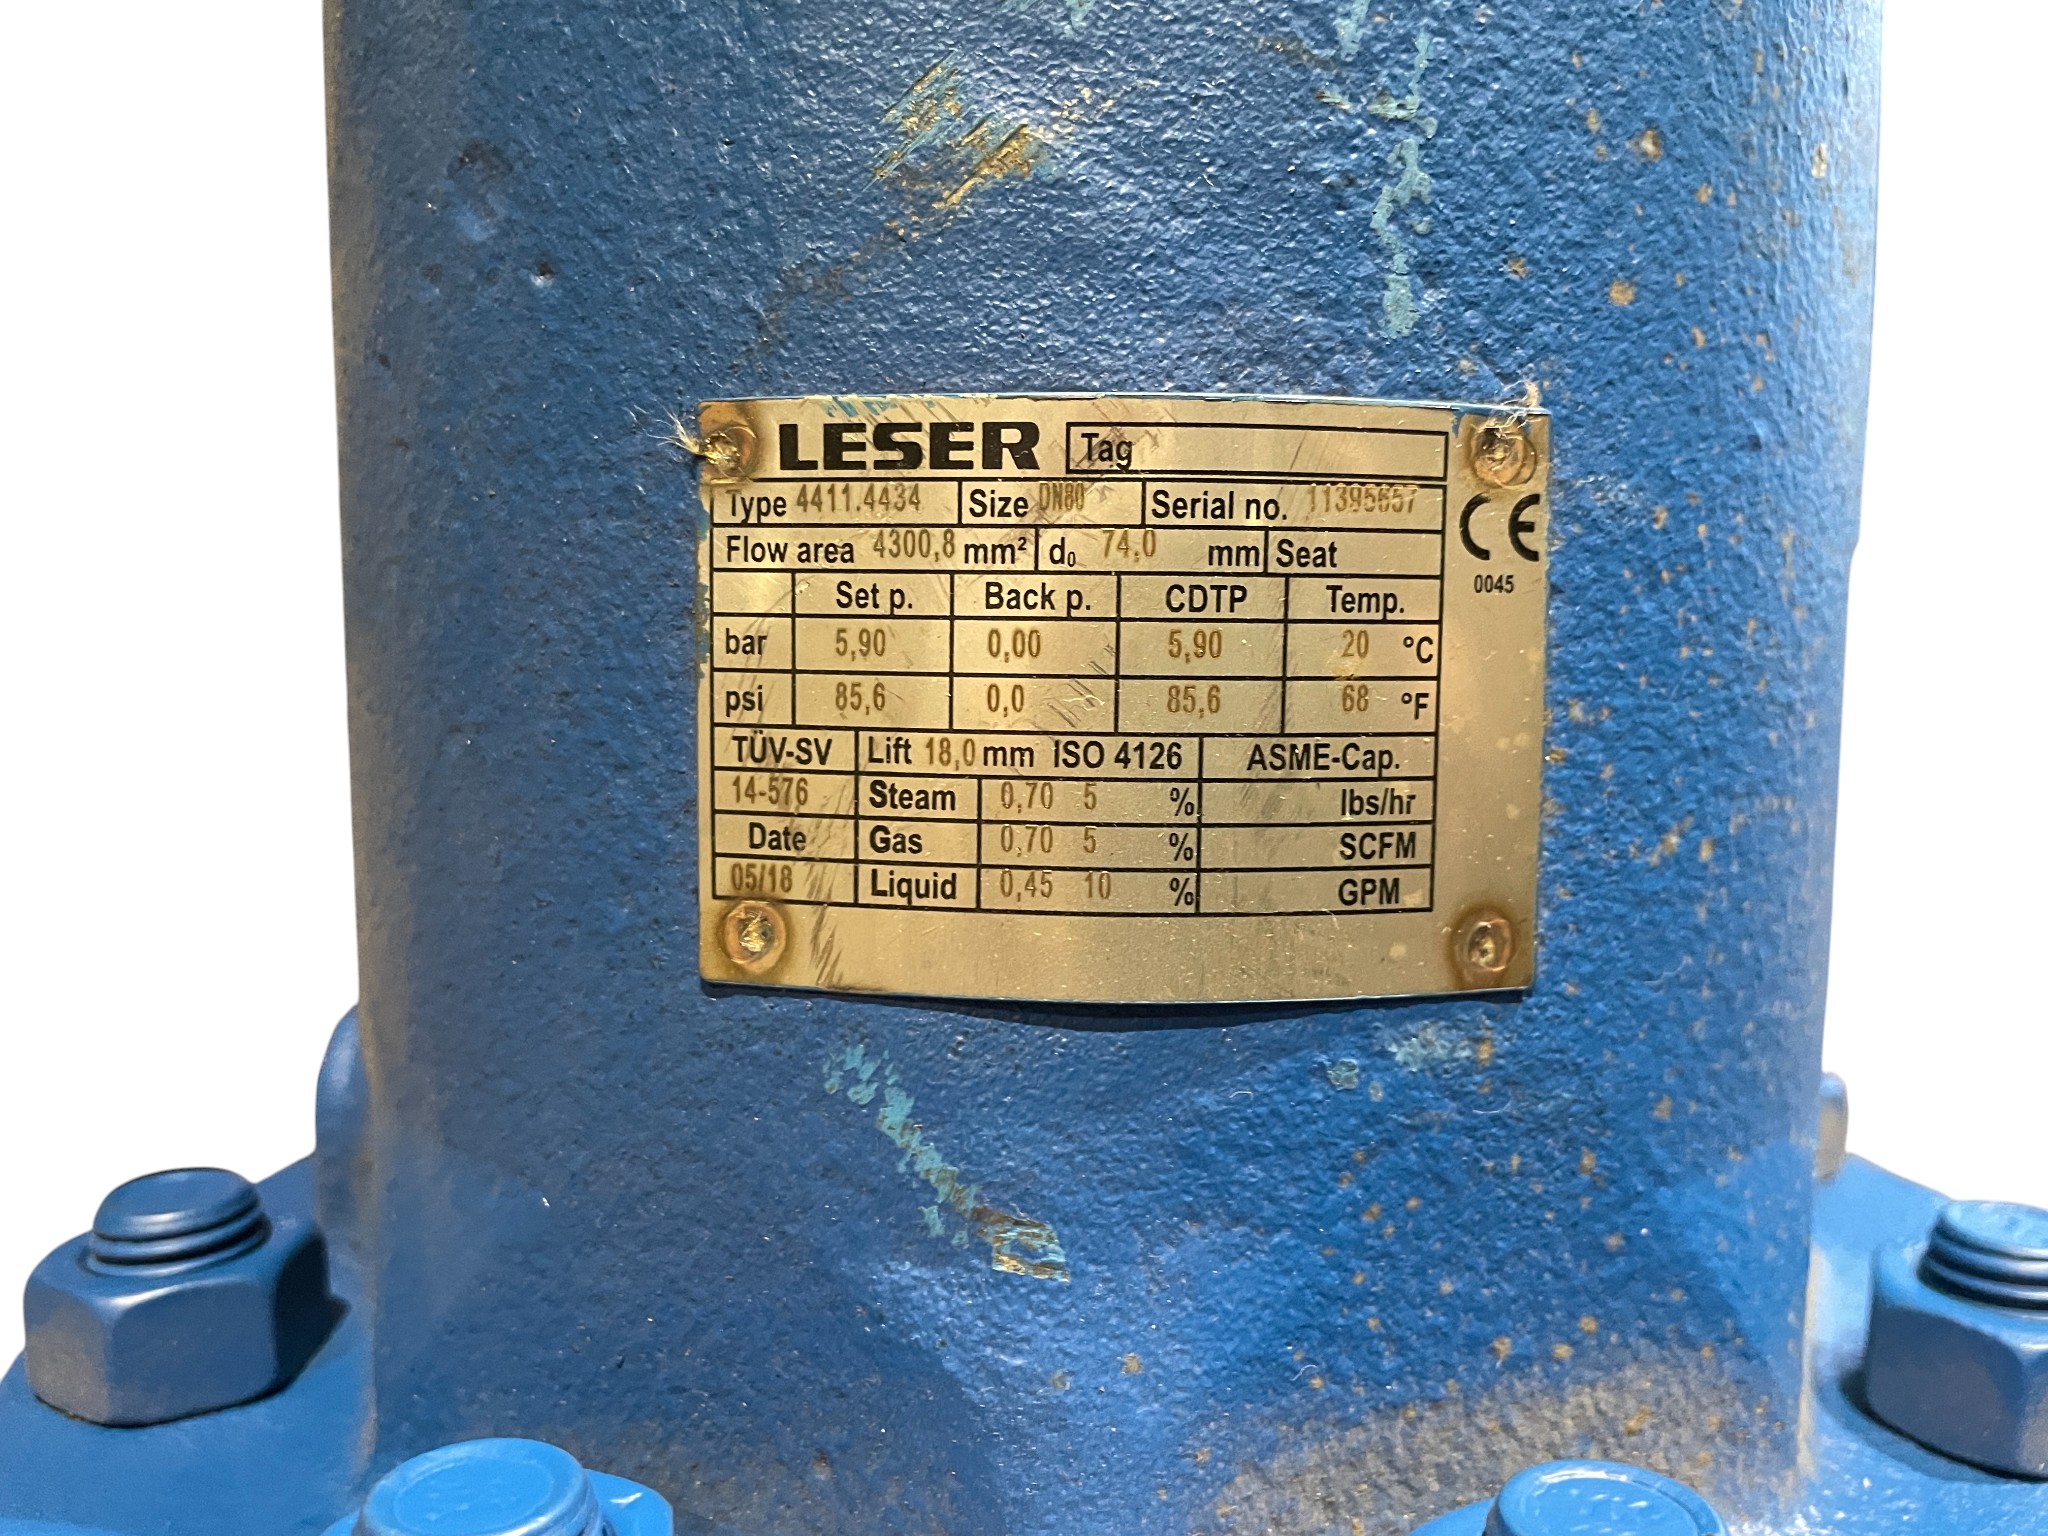 LESER Tag
Type 4411.4434 Size DN80 Serial no. 11395657
Flow area 4300,8 mm² d₀ 74,0 mm Seat
CE
0045
Set p. Back p. CDTP Temp.
bar 5,90 0,00 5,90 20 °C
psi 85,6 0,0 85,6 68 °F
TÜV-SV Lift 18,0 mm ISO 4126 ASME-Cap.
14-576 Steam 0,70 5 % lbs/hr
Date Gas 0,70 5 % SCFM
05/18 Liquid 0,45 10 % GPM